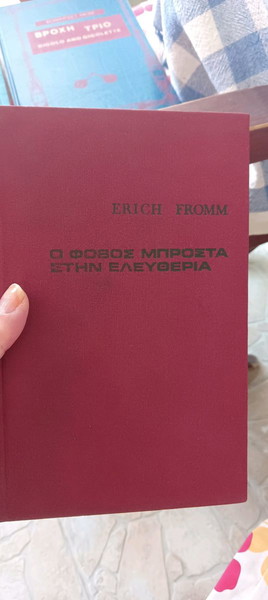 ΒΡΟΧΗ ΤΡΙΟ
ERICH FROMM
Ο ΦΟΒΟΣ ΜΠΡΟΣΤΑ
ΣΤΗΝ ΕΛΕΥΘΕΡΙΑ